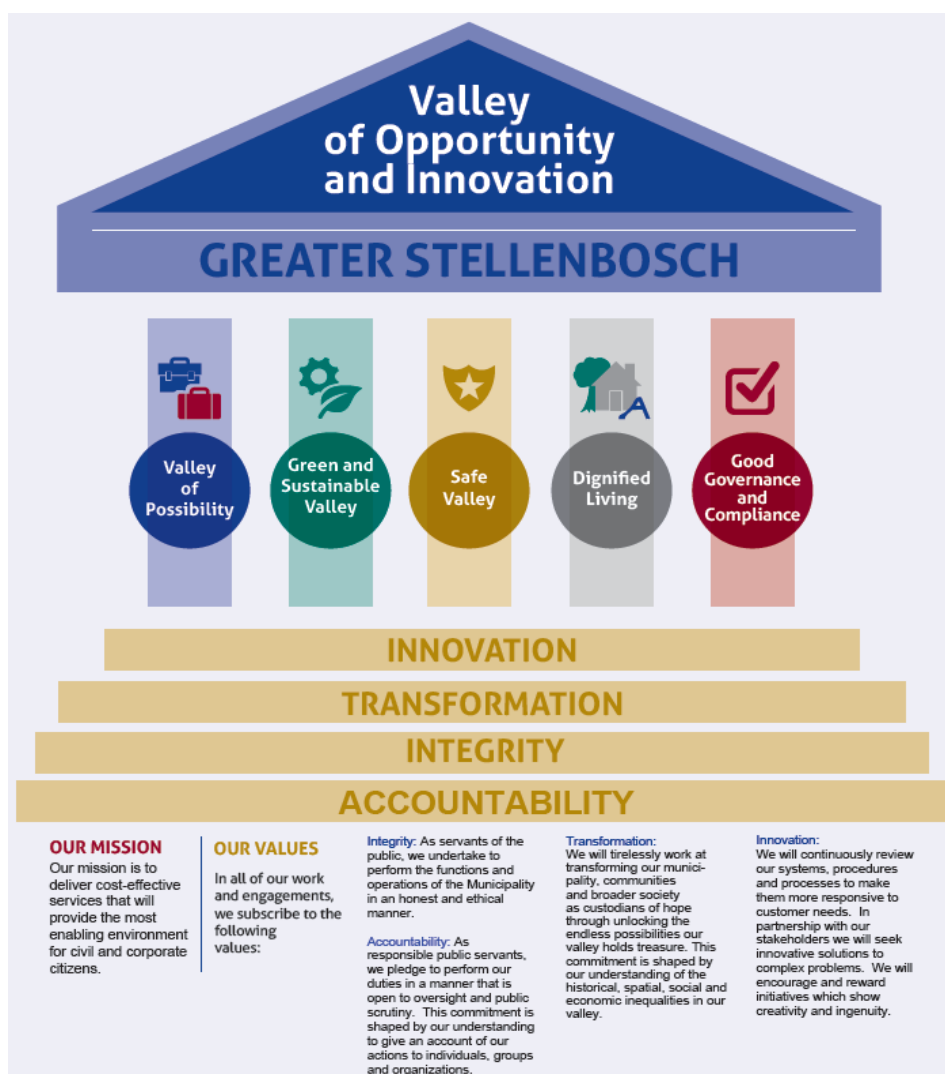 Valley
of Opportunity
and Innovation
GREATER STELLENBOSCH
Valley
of
Possibility
Green and
Sustainable
Valley
Safe
Valley
Dignified
Living
Good
Governance
and
Compliance
INNOVATION
TRANSFORMATION
INTEGRITY
ACCOUNTABILITY
OUR MISSION
Our mission is to
deliver cost-effective
services that will
provide the most
enabling environment
for civil and corporate
citizens.
OUR VALUES
In all of our work
and engagements,
we subscribe to the
following
values:
Integrity: As servants of the
public, we undertake to
perform the functions and
operations of the Municipality
in an honest and ethical
manner.
Accountability: As
responsible public servants,
we pledge to perform our
duties in a manner that is
open to oversight and public
scrutiny. This commitment is
shaped by our understanding
to give an account of our
actions to individuals, groups
and organizations.
Transformation:
We will tirelessly work at
transforming our munici-
pality, communities
and broader society
as custodians of hope
through unlocking the
endless possibilities our
valley holds treasure. This
commitment is shaped by
our understanding of the
historical, spatial, social and
economic inequalities in our
valley.
Innovation:
We will continuously review
our systems, procedures
and processes to make
them more responsive to
customer needs. In
partnership with our
stakeholders we will seek
innovative solutions to
complex problems. We will
encourage and reward
initiatives which show
creativity and ingenuity.